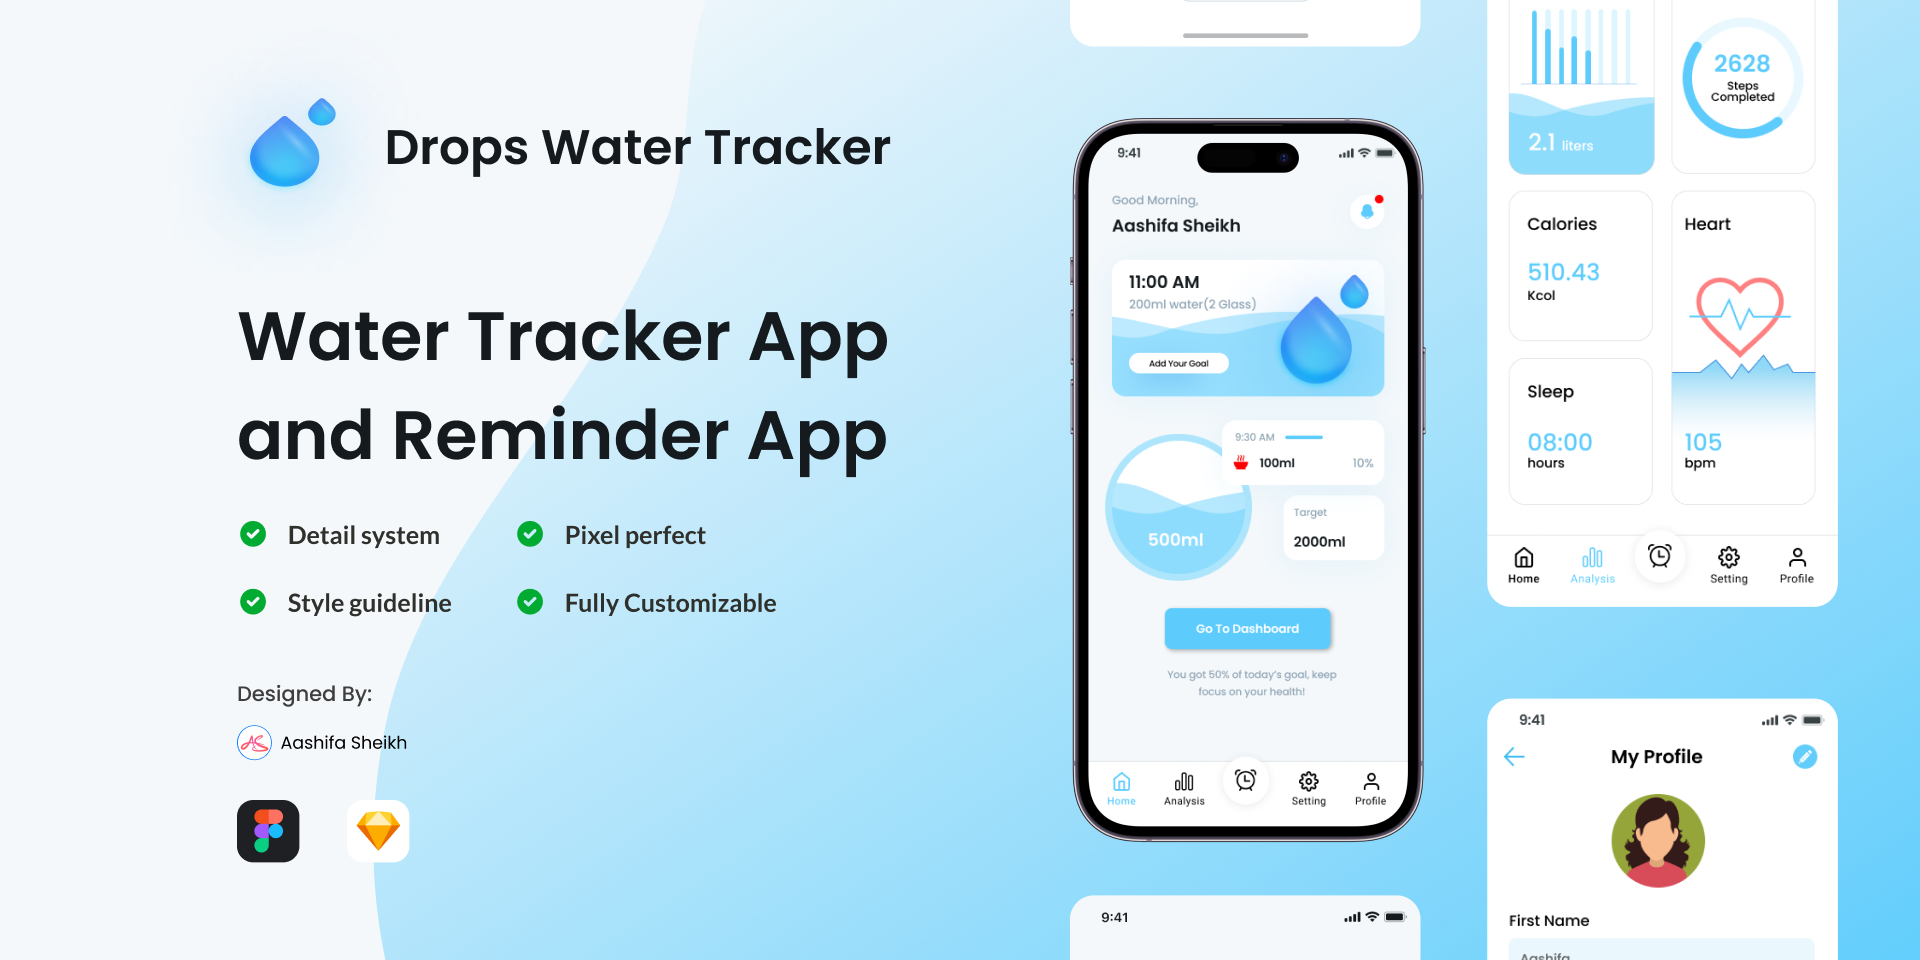 Drops Water Tracker
Water Tracker App
and Reminder App
Detail system
Pixel perfect
Style guideline
Fully Customizable
Designed By:
AS
Aashifa Sheikh
9:41
Good Morning,
Aashifa Sheikh
11:00 AM
200ml water(2 Glass)
Add Your Goal
9:30 AM
100ml
10%
500ml
Target
2000ml
Go To Dashboard
You got 50% of today's goal, keep
focus on your health!
Home
Analysis
Setting
Profile
9:41
2.1 liters
2628
Steps
Completed
Calories
510.43
Kcol
Heart
105
bpm
Sleep
08:00
hours
Home
Analysis
Setting
Profile
9:41
My Profile
First Name
Aashifa